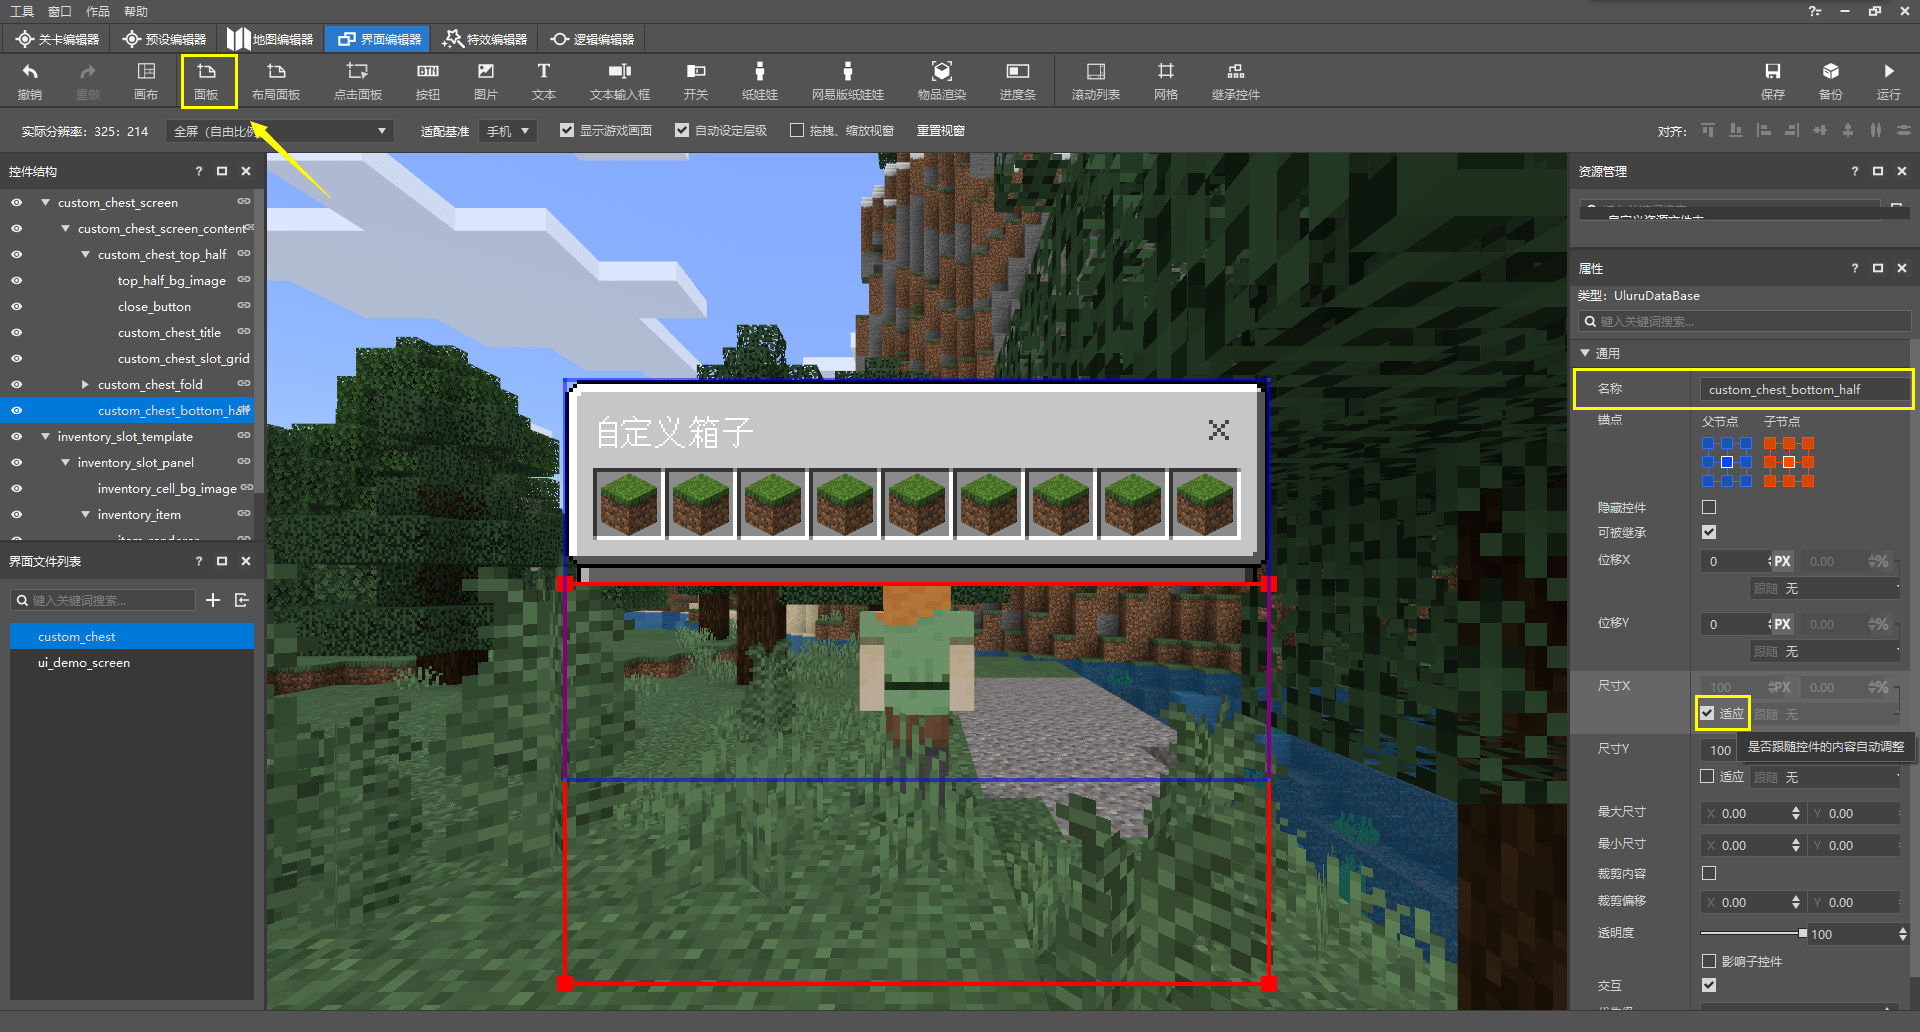 工具 窗口 作品 帮助
关卡编辑器 预设编辑器 地图编辑器 界面编辑器 特效编辑器 逻辑编辑器
撤销 重做 画布 面板 布局面板 点击面板 按钮 图片 文本 文本输入框 开关 纸娃娃 网易版纸娃娃 物品渲染 进度条 滚动列表 网格 继承控件 保存 备份 运行
BTN
实际分辨率：325：214 全屏（自由比例 适配基准 手机 显示游戏画面 自动设定层级 拖拽、缩放视窗 重置视窗 对齐：
控件结构
custom_chest_screen
custom_chest_screen_content
custom_chest_top_half
top_half_bg_image
close_button
custom_chest_title
custom_chest_slot_grid
custom_chest_fold
custom_chest_bottom_half
inventory_slot_template
inventory_slot_panel
inventory_cell_bg_image
inventory_item
item_renderer
界面文件列表
键入关键词搜索...
custom_chest
ui_demo_screen
自定义箱子
资源管理
属性
类型：UluruDataBase
键入关键词搜索...
通用
名称 custom_chest_bottom_half
锚点 父节点 子节点
隐藏控件
可被继承
位移X 0 PX 0.00 %
跟随 无
位移Y 0 PX 0.00 %
跟随 无
尺寸X 100 PX 0.00 %
适应 跟随 无
尺寸Y 100
是否跟随控件的内容自动调整
适应 跟随 无
最大尺寸 X 0.00 Y 0.00
最小尺寸 X 0.00 Y 0.00
裁剪内容
裁剪偏移 X 0.00 Y 0.00
透明度 100
影响子控件
交互